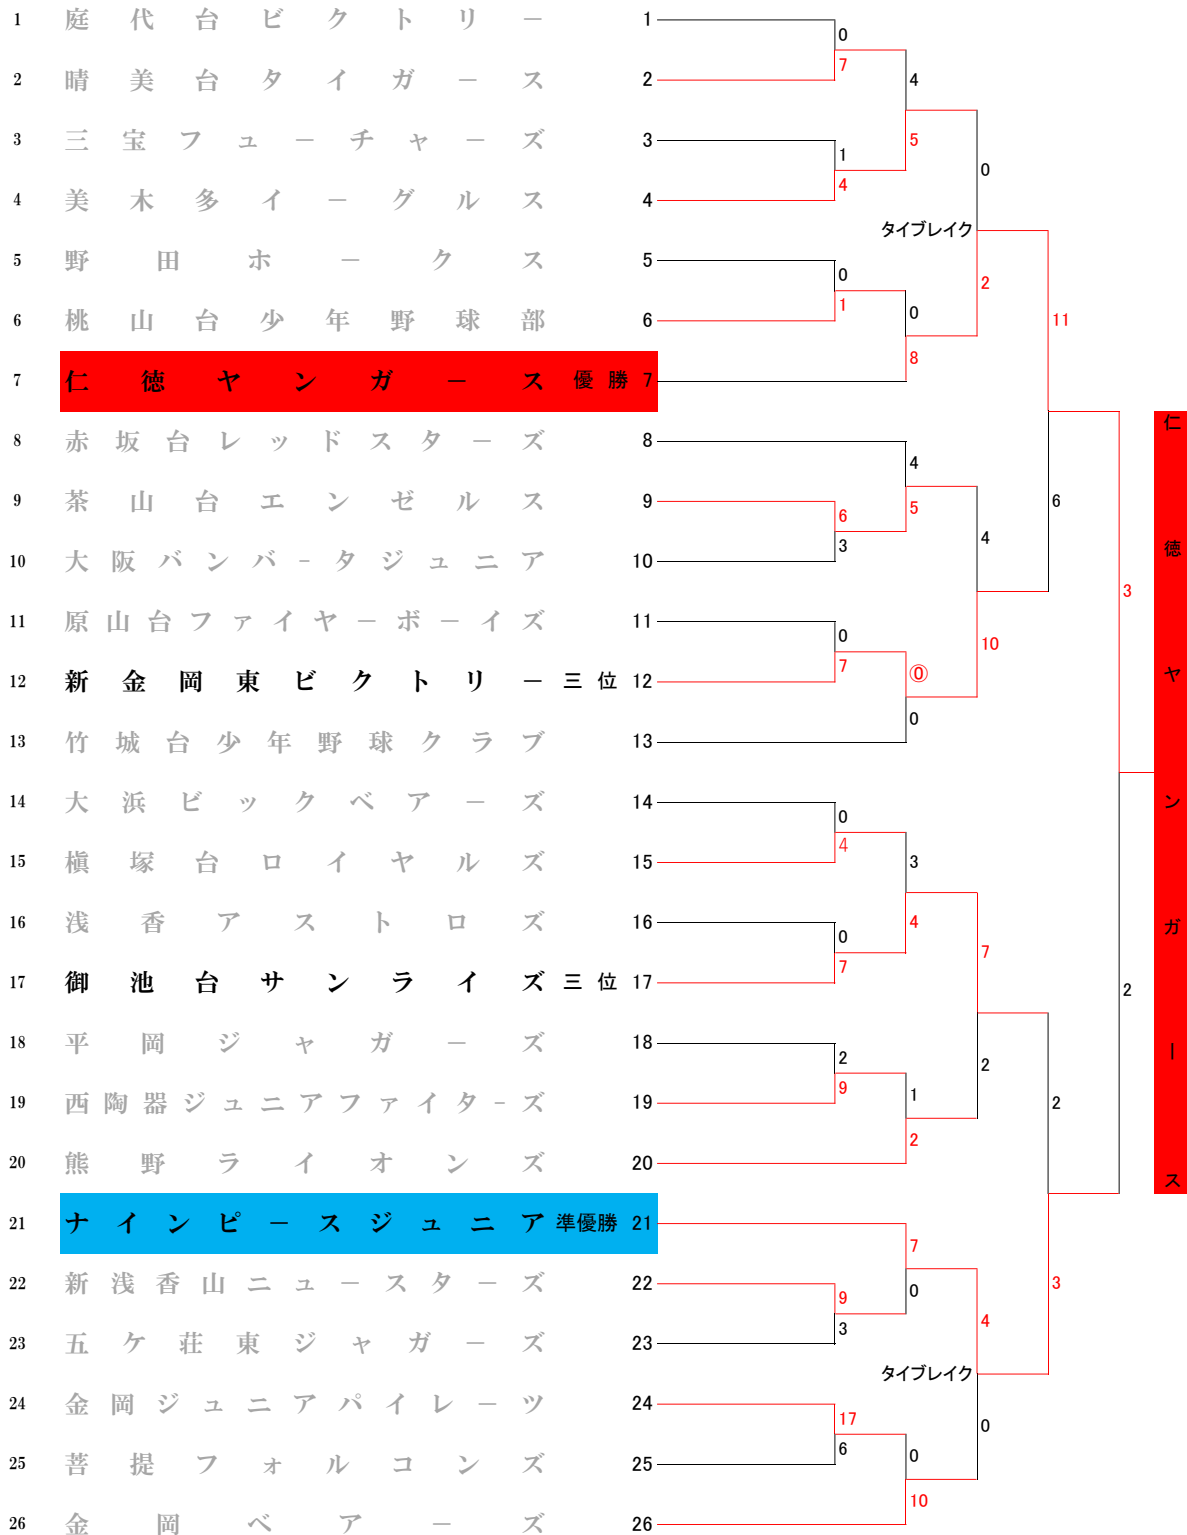 1 庭代台ビクトリー 1
0
7
2 晴美台タイガース 2
4
3 三宝フューチャーズ 3
5
1
4
0
4 美木多イーグルス 4
タイブレイク
5 野田ホークス 5
0
1
2
0
6 桃山台少年野球部 6
11
8
7 仁徳ヤンガース 優勝 7
8 赤坂台レッドスターズ 8
4
9 茶山台エンゼルス 9
6
5
6
3
4
10 大阪バンバ-タジュニア 10
3
11 原山台ファイヤーボーイズ 11
0
10
7
⓪
12 新金岡東ビクトリー 三位 12
0
13 竹城台少年野球クラブ 13
14 大浜ビックベアーズ 14
0
4
15 槇塚台ロイヤルズ 15
3
16 浅香アストロズ 16
4
0
7
7
17 御池台サンライズ 三位 17
2
18 平岡ジャガーズ 18
2
2
9
1
2
19 西陶器ジュニアファイタ-ズ 19
2
20 熊野ライオンズ 20
21 ナインピースジュニア 準優勝 21
7
22 新浅香山ニュースターズ 22
9
0
3
3
4
23 五ケ荘東ジャガーズ 23
タイブレイク
24 金岡ジュニアパイレーツ 24
17
0
6
0
25 菩提フォルコンズ 25
10
26 金岡ベアーズ 26
仁徳ヤンガース